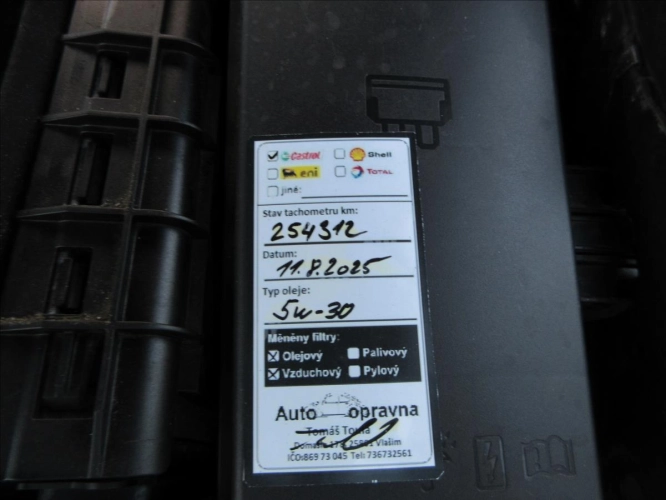 Castrol Shell
eni TOTAL
jiné:
Stav tachometru km:
254312
Datum:
11.8.2025
Typ oleje:
5w-30
Měněny filtry:
Olejový Palivový
Vzduchový Pylový
Auto opravna
Tomáš
25801 Vlašim
IČO:869 73 045 Tel: 736732561